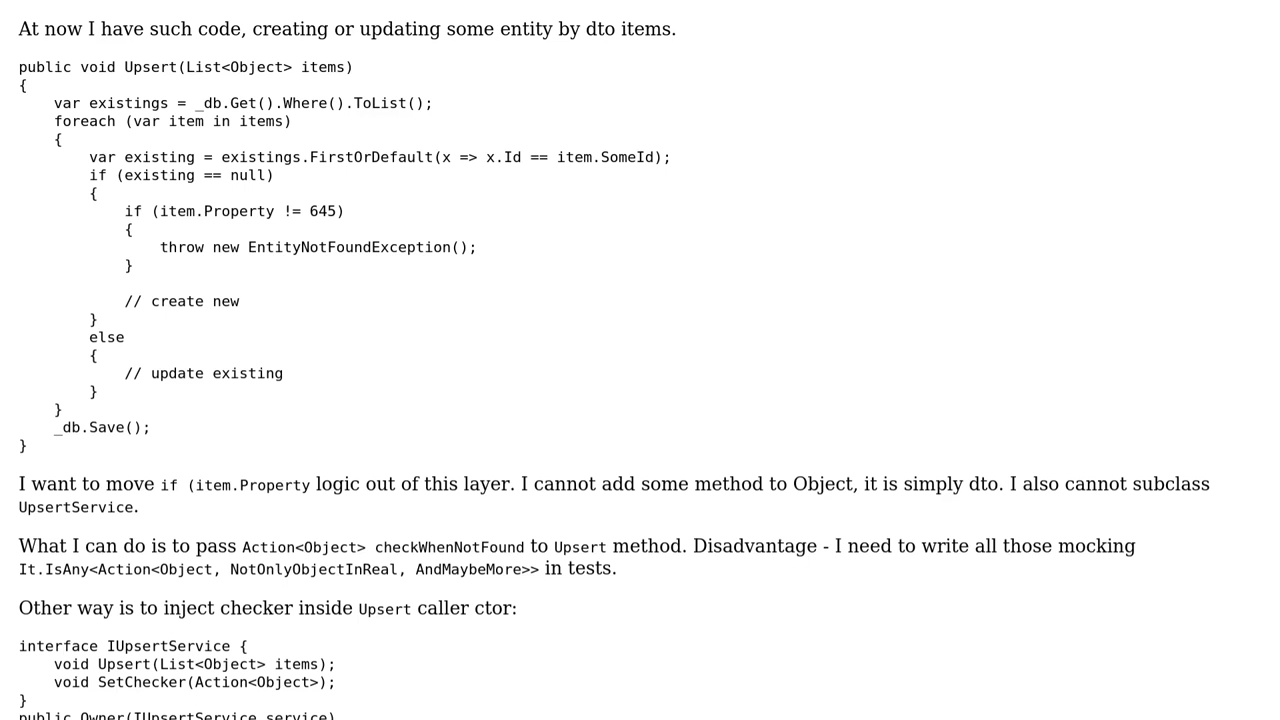 At now I have such code, creating or updating some entity by dto items.
public void Upsert(List<Object> items)
{
    var existings = _db.Get().Where().ToList();
    foreach (var item in items)
    {
        var existing = existings.FirstOrDefault(x => x.Id == item.SomeId);
        if (existing == null)
        {
            if (item.Property != 645)
            {
                throw new EntityNotFoundException();
            }
            // create new
        }
        else
        {
            // update existing
        }
    }
    _db.Save();
}
I want to move if (item.Property logic out of this layer. I cannot add some method to Object, it is simply dto. I also cannot subclass
UpsertService.
What I can do is to pass Action<Object> checkWhenNotFound to Upsert method. Disadvantage - I need to write all those mocking
It.IsAny<Action<Object, NotOnlyObjectInReal, AndMaybeMore>> in tests.
Other way is to inject checker inside Upsert caller ctor:
interface IUpsertService {
    void Upsert(List<Object> items);
    void SetChecker(Action<Object>);
}
public Owner(IUpsertService service)